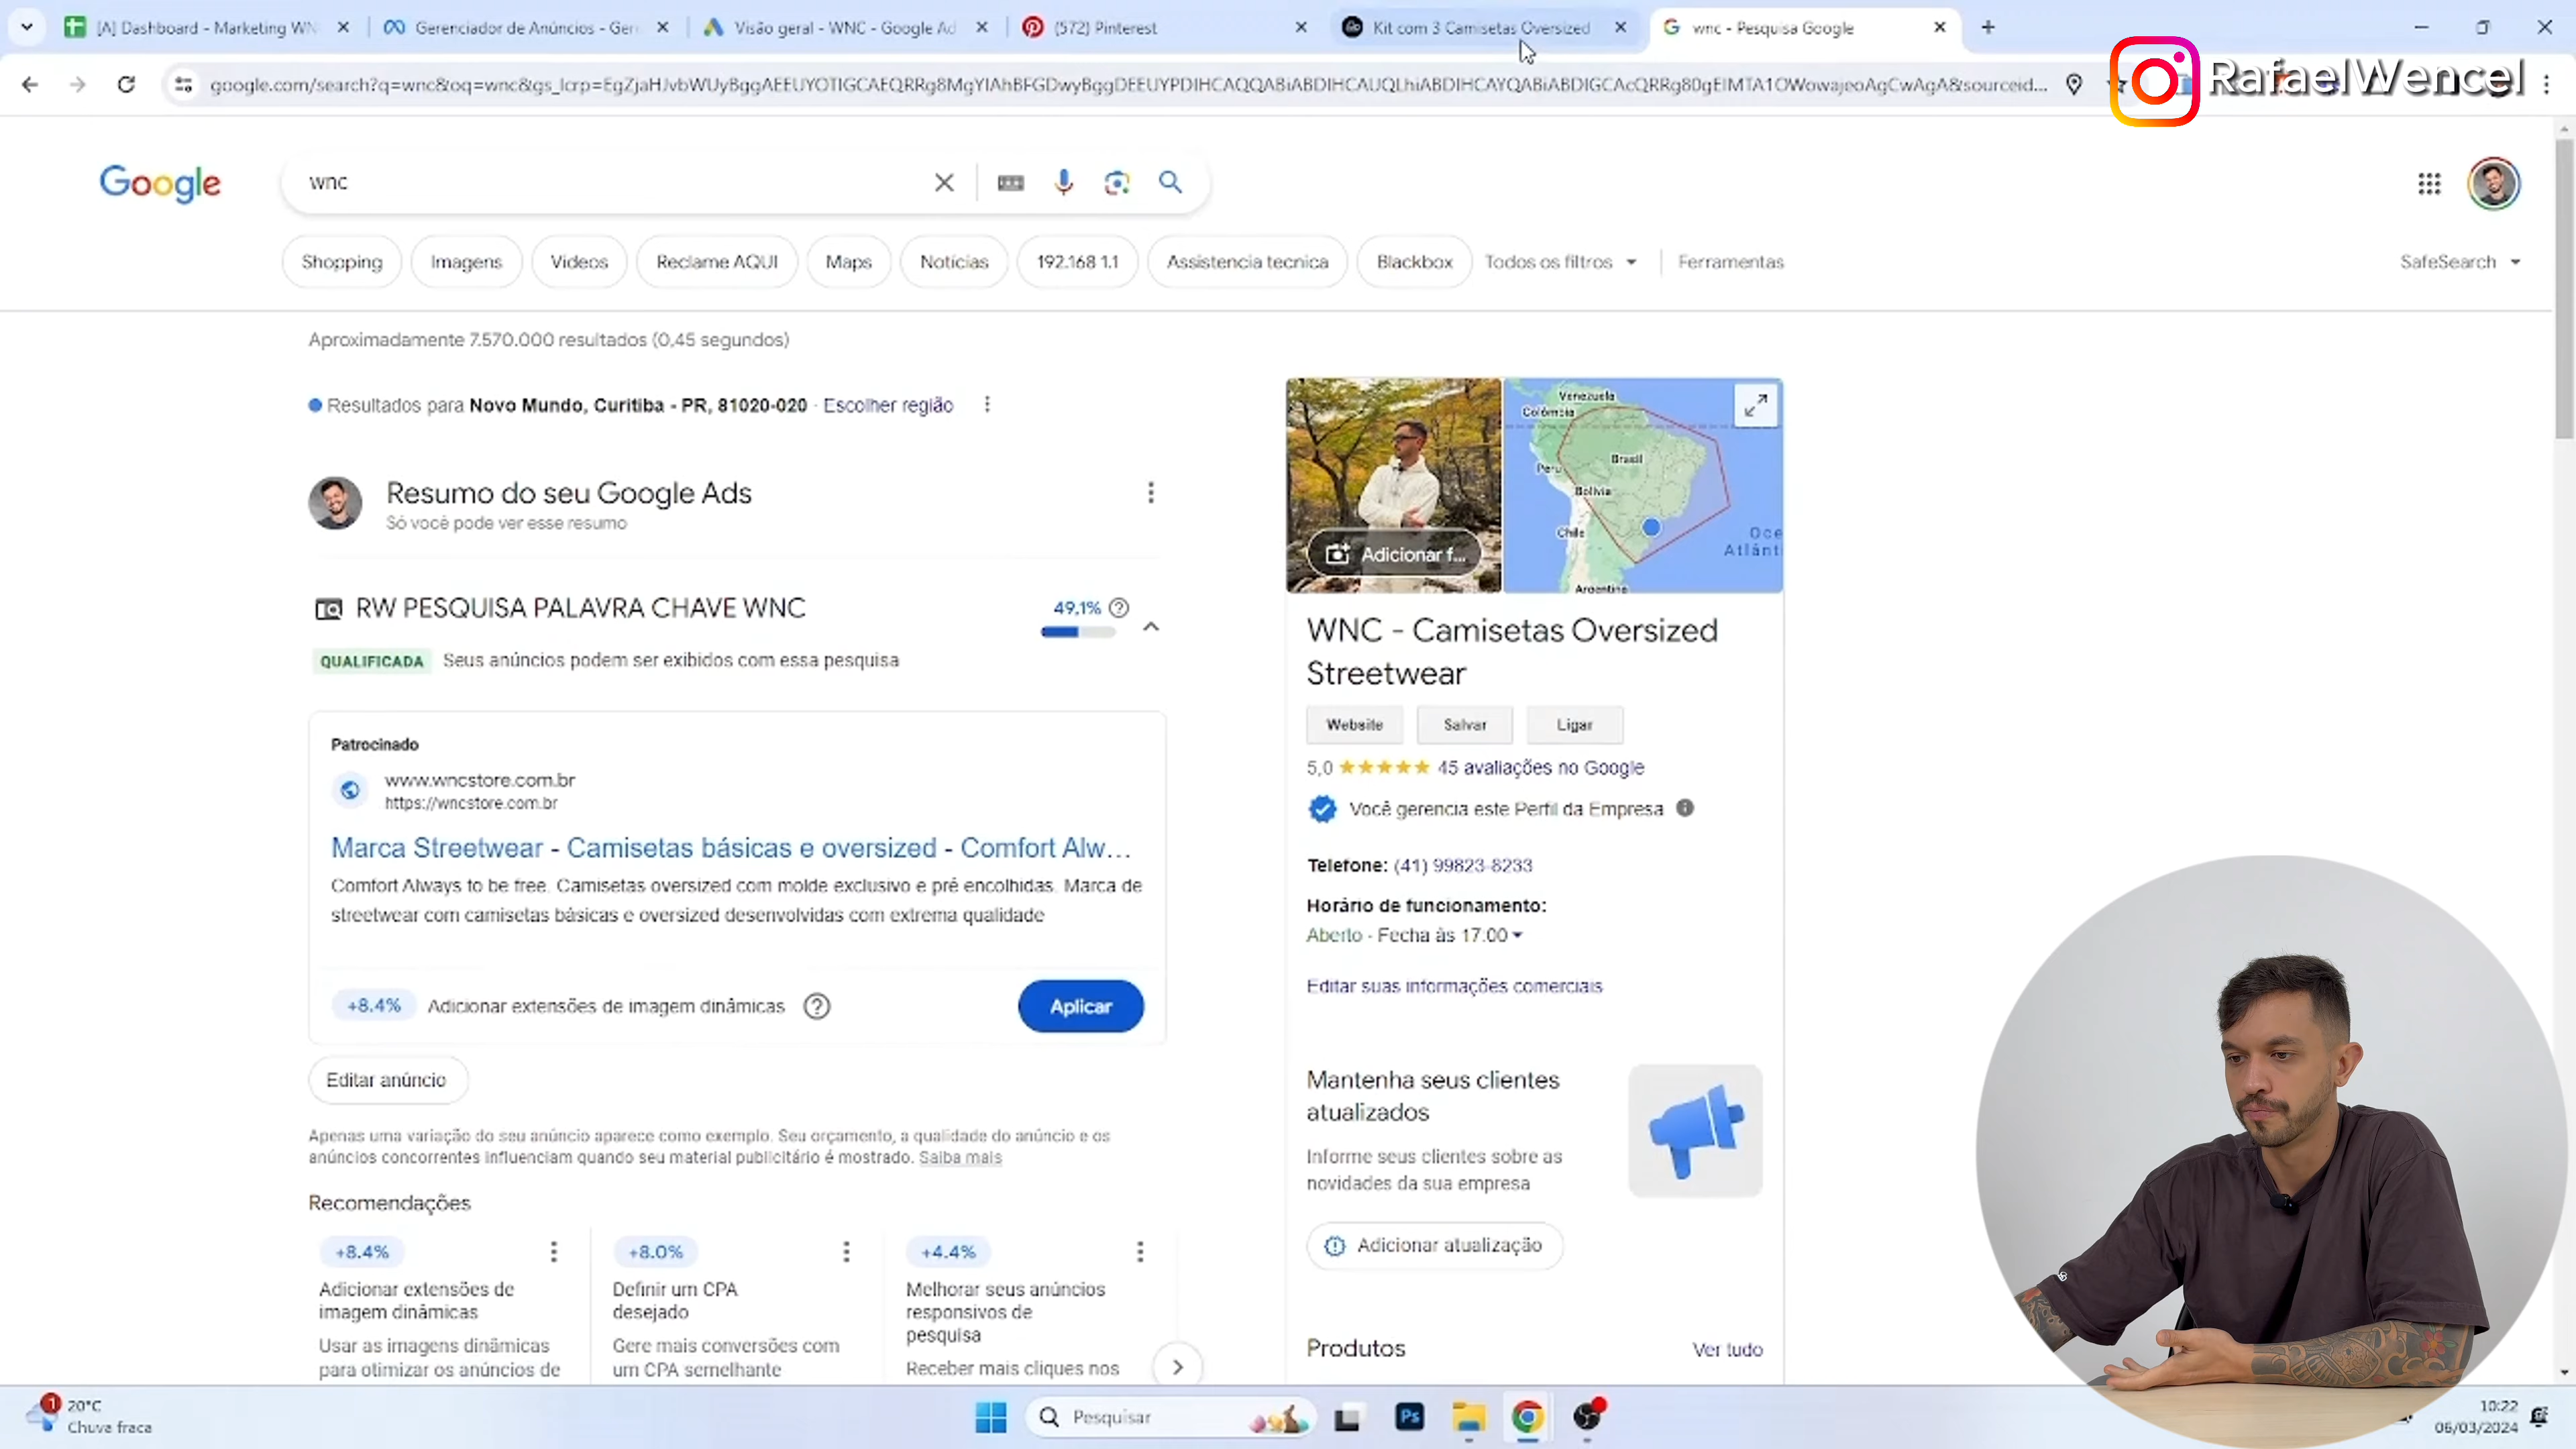 [A] Dashboard - Marketing WN
Gerenciador de Anúncios - Ger
Visão geral - WNC - Google Ad
(572) Pinterest
Kit com 3 Camisetas Oversized
wnc - Pesquisa Google
RafaelWencel
Google
wnc
Shopping
Imagens
Videos
Reclame AQUI
Maps
Notícias
192.168 1.1
Assistencia tecnica
Blackbox
Todos os filtros
Ferramentas
SafeSearch
Aproximadamente 7.570.000 resultados (0,45 segundos)
Resultados para Novo Mundo, Curitiba - PR, 81020-020 · Escolher região
Resumo do seu Google Ads
Só você pode ver esse resumo
RW PESQUISA PALAVRA CHAVE WNC
49,1%
QUALIFICADA Seus anúncios podem ser exibidos com essa pesquisa
Patrocinado
www.wncstore.com.br
https://wncstore.com.br
Marca Streetwear - Camisetas básicas e oversized - Comfort Alw...
Comfort Always to be free. Camisetas oversized com molde exclusivo e pré encolhidas. Marca de
streetwear com camisetas básicas e oversized desenvolvidas com extrema qualidade
+8.4% Adicionar extensões de imagem dinâmicas
Aplicar
Editar anúncio
Apenas uma variação do seu anúncio aparece como exemplo. Seu orçamento, a qualidade do anúncio e os
anúncios concorrentes influenciam quando seu material publicitário é mostrado. Saiba mais
Recomendações
+8.4%
Adicionar extensões de
imagem dinâmicas
Usar as imagens dinâmicas
para otimizar os anúncios de
+8.0%
Definir um CPA
desejado
Gere mais conversões com
um CPA semelhante
+4.4%
Melhorar seus anúncios
responsivos de
pesquisa
Receber mais cliques nos
Adicionar f...
Venezuela
Colômbia
Brasil
Peru
Bolívia
Chile
Oce
Atlânt
Argentina
WNC - Camisetas Oversized
Streetwear
Website
Salvar
Ligar
5,0 ★★★★★ 45 avaliações no Google
Você gerencia este Perfil da Empresa
Telefone: (41) 99823-8233
Horário de funcionamento:
Aberto · Fecha às 17.00
Editar suas informações comerciais
Mantenha seus clientes
atualizados
Informe seus clientes sobre as
novidades da sua empresa
Adicionar atualização
Produtos
Ver tudo
1
20°C
Chuva fraca
Pesquisar
Ps
10:22
06/03/2024